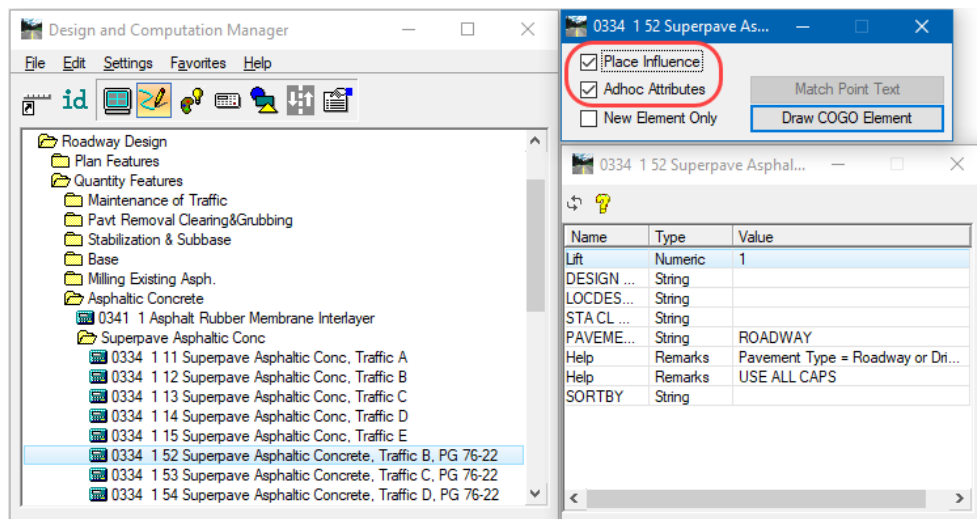 Design and Computation Manager
File Edit Settings Favorites Help
id
Roadway Design
Plan Features
Quantity Features
Maintenance of Traffic
Pavt Removal Clearing&Grubbing
Stabilization & Subbase
Base
Milling Existing Asph.
Asphaltic Concrete
0341 1 Asphalt Rubber Membrane Interlayer
Superpave Asphaltic Conc
0334 1 11 Superpave Asphaltic Conc, Traffic A
0334 1 12 Superpave Asphaltic Conc, Traffic B
0334 1 13 Superpave Asphaltic Conc, Traffic C
0334 1 14 Superpave Asphaltic Conc, Traffic D
0334 1 15 Superpave Asphaltic Conc, Traffic E
0334 1 52 Superpave Asphaltic Concrete, Traffic B, PG 76-22
0334 1 53 Superpave Asphaltic Concrete, Traffic C, PG 76-22
0334 1 54 Superpave Asphaltic Concrete, Traffic D, PG 76-22
0334 1 52 Superpave As...
Place Influence
Adhoc Attributes Match Point Text
New Element Only Draw COGO Element
0334 1 52 Superpave Asphal...
Name Type Value
Lift Numeric 1
DESIGN ... String
LOCDES... String
STA CL ... String
PAVEME... String ROADWAY
Help Remarks Pavement Type = Roadway or Dri...
Help Remarks USE ALL CAPS
SORTBY String